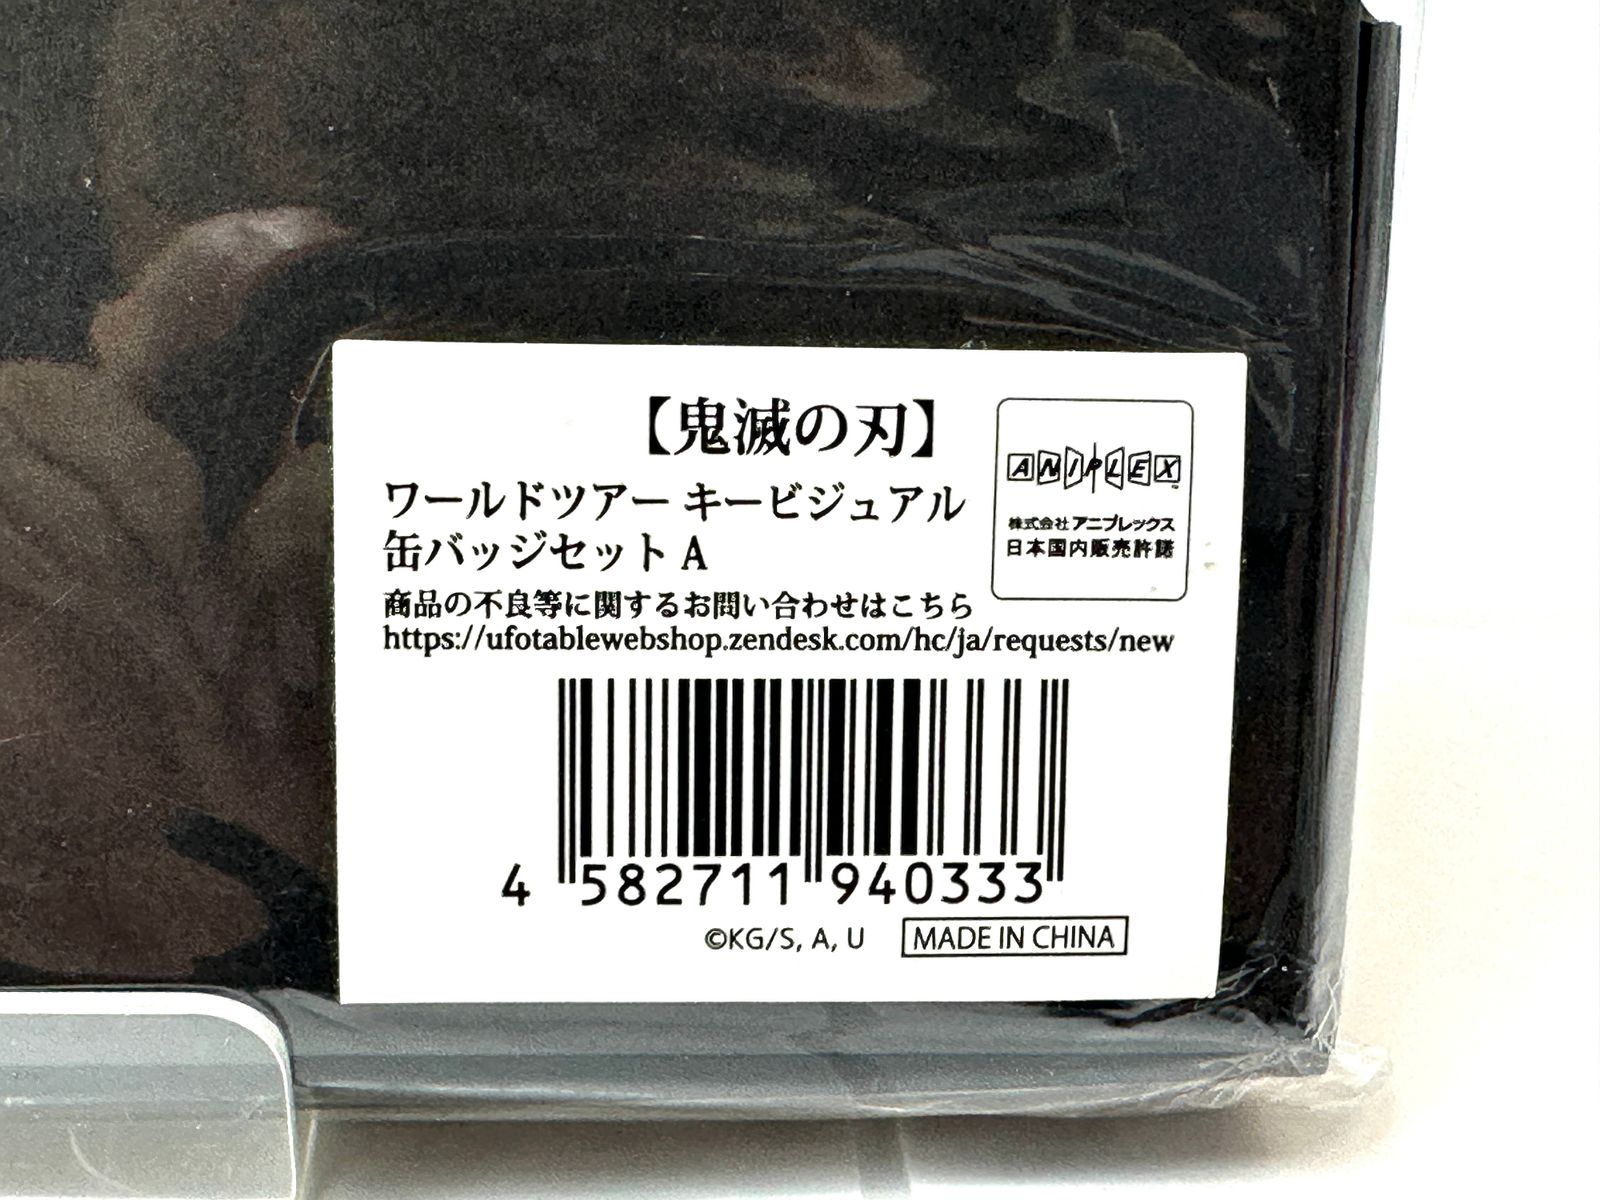 【鬼滅の刃】
ワールドツアー キービジュアル
缶バッジセット A
商品の不良等に関するお問い合わせはこちら
https://ufotablewebshop.zendesk.com/hc/ja/requests/new
ANIPLEX
株式会社 アニプレックス
日本国内販売許諾
4 582711 940333
©KG/S, A, U
MADE IN CHINA